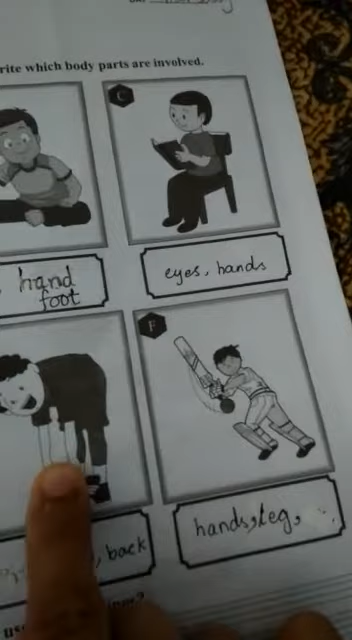 rite which body parts are involved.
C
hand
foot
eyes, hands
F
, back
hands, leg,